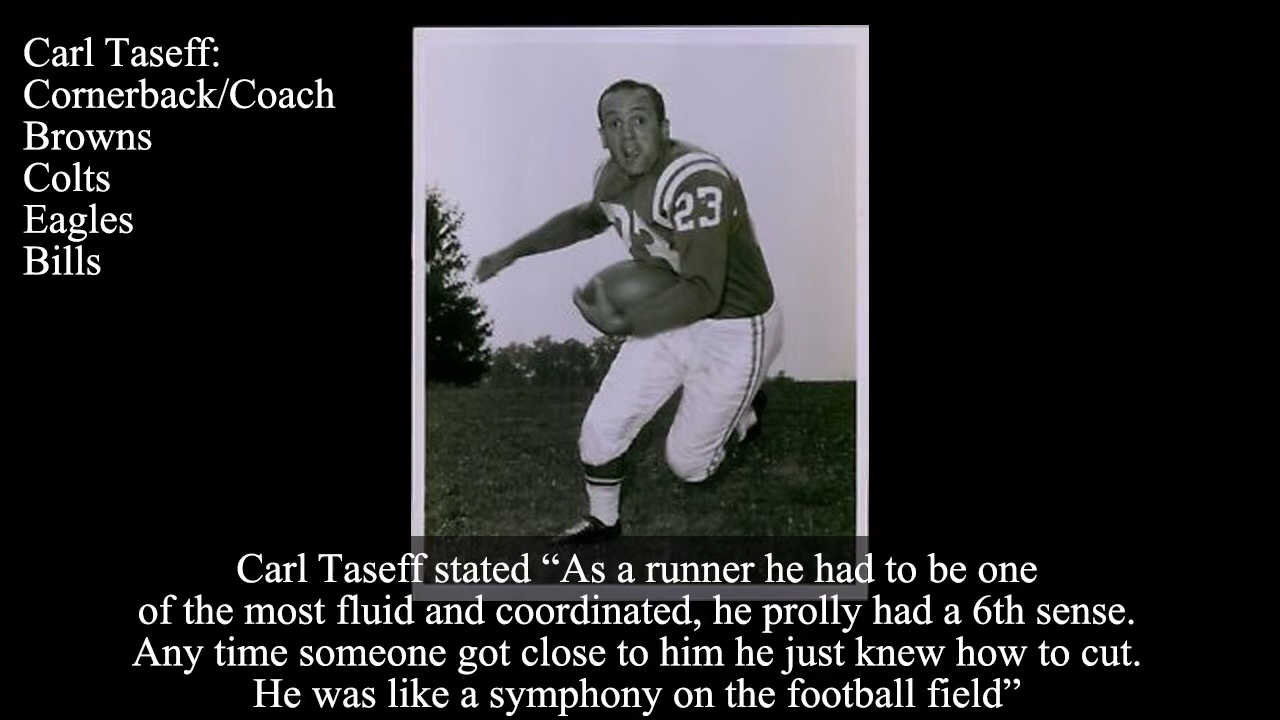 Carl Taseff:
Cornerback/Coach
Browns
Colts
Eagles
Bills
23
Carl Taseff stated “As a runner he had to be one
of the most fluid and coordinated, he prolly had a 6th sense.
Any time someone got close to him he just knew how to cut.
He was like a symphony on the football field”